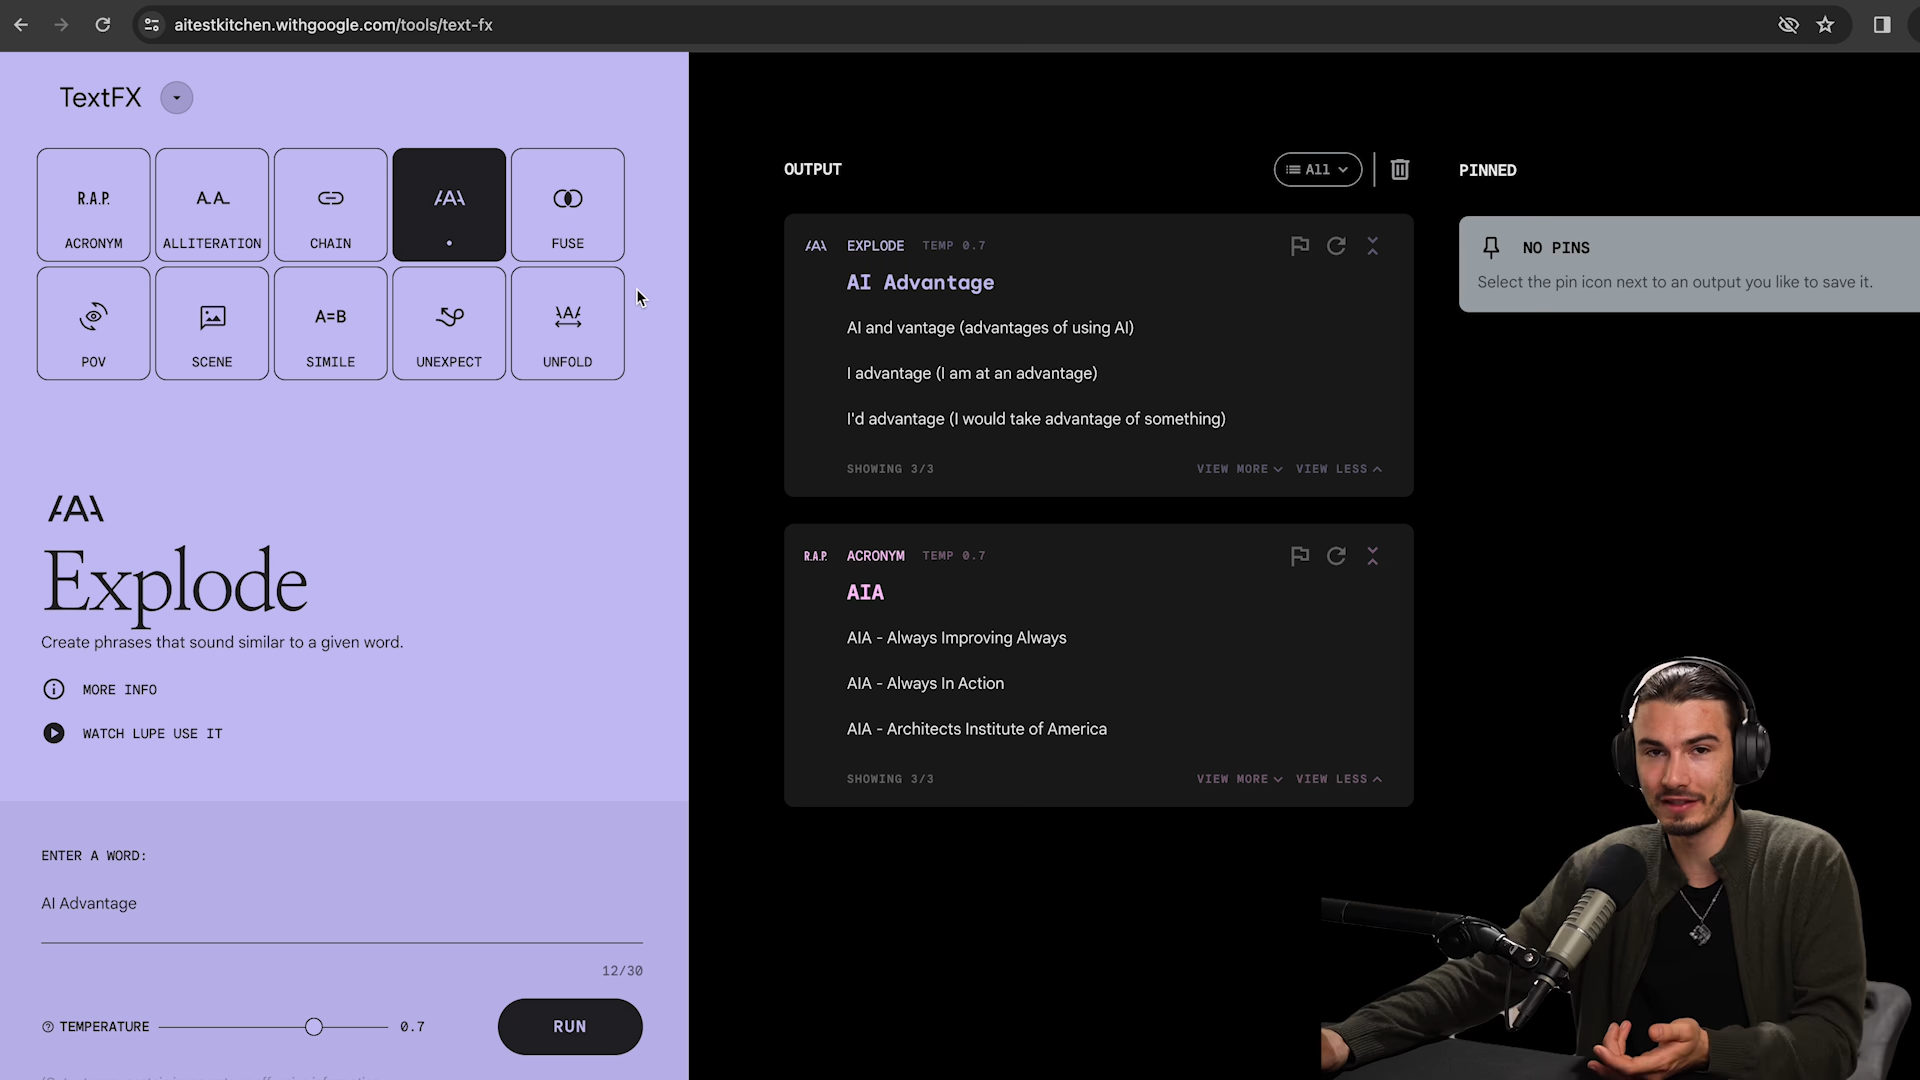 aitestkitchen.withgoogle.com/tools/text-fx
TextFX
R.A.P.
ACRONYM
A.A.
ALLITERATION
CHAIN
FUSE
POV
SCENE
A=B
SIMILE
UNEXPECT
UNFOLD
Explode
Create phrases that sound similar to a given word.
MORE INFO
WATCH LUPE USE IT
ENTER A WORD:
AI Advantage
12/30
TEMPERATURE
0.7
RUN
OUTPUT
All
EXPLODE TEMP 0.7
AI Advantage
AI and vantage (advantages of using AI)
I advantage (I am at an advantage)
I'd advantage (I would take advantage of something)
SHOWING 3/3
VIEW MORE
VIEW LESS
R.A.P. ACRONYM TEMP 0.7
AIA
AIA - Always Improving Always
AIA - Always In Action
AIA - Architects Institute of America
SHOWING 3/3
VIEW MORE
VIEW LESS
PINNED
NO PINS
Select the pin icon next to an output you like to save it.